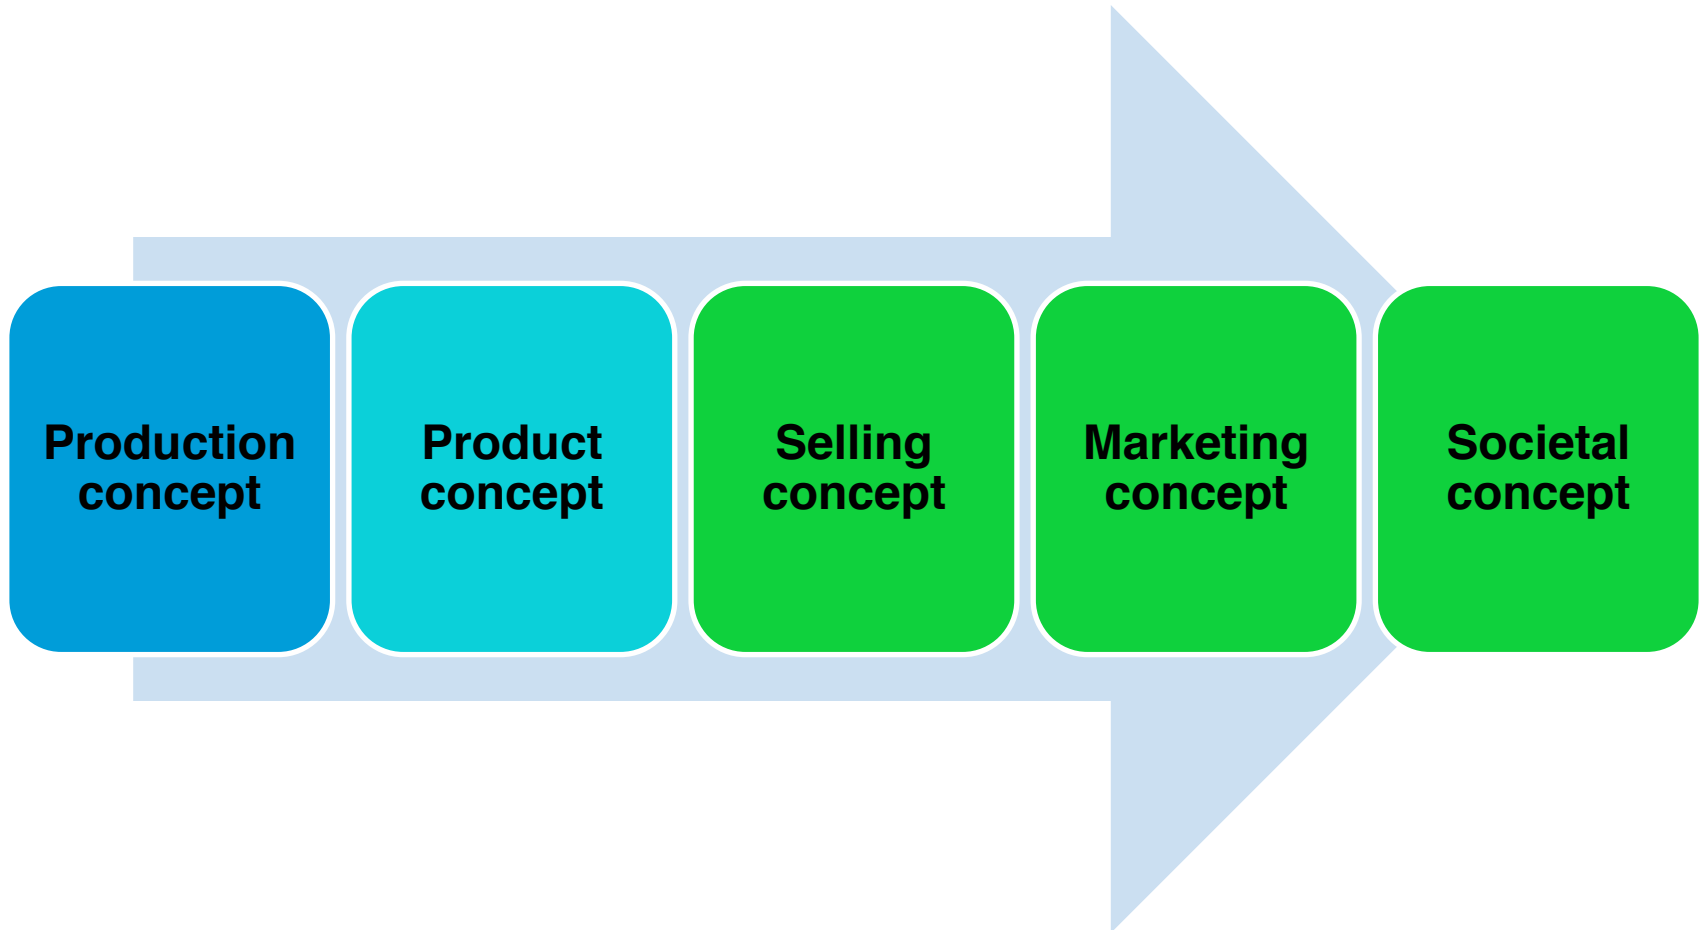 Production
concept
Product
concept
Selling
concept
Marketing
concept
Societal
concept